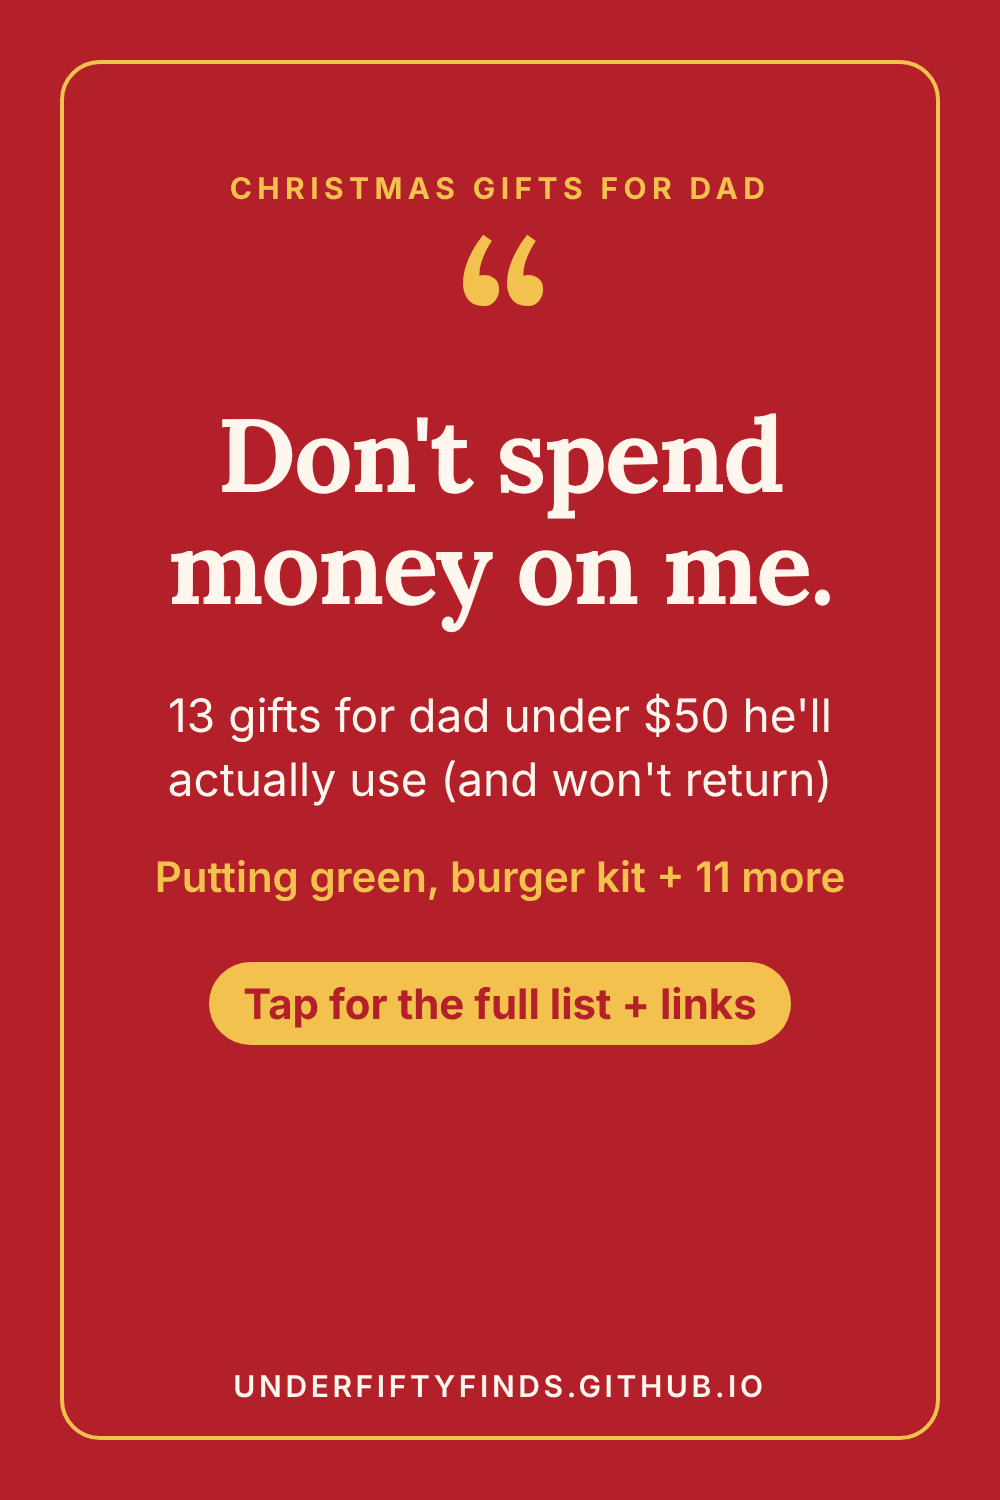 CHRISTMAS GIFTS FOR DAD
“
Don't spend
money on me.
13 gifts for dad under $50 he'll
actually use (and won't return)
Putting green, burger kit + 11 more
Tap for the full list + links
UNDERFIFTYFINDS.GITHUB.IO